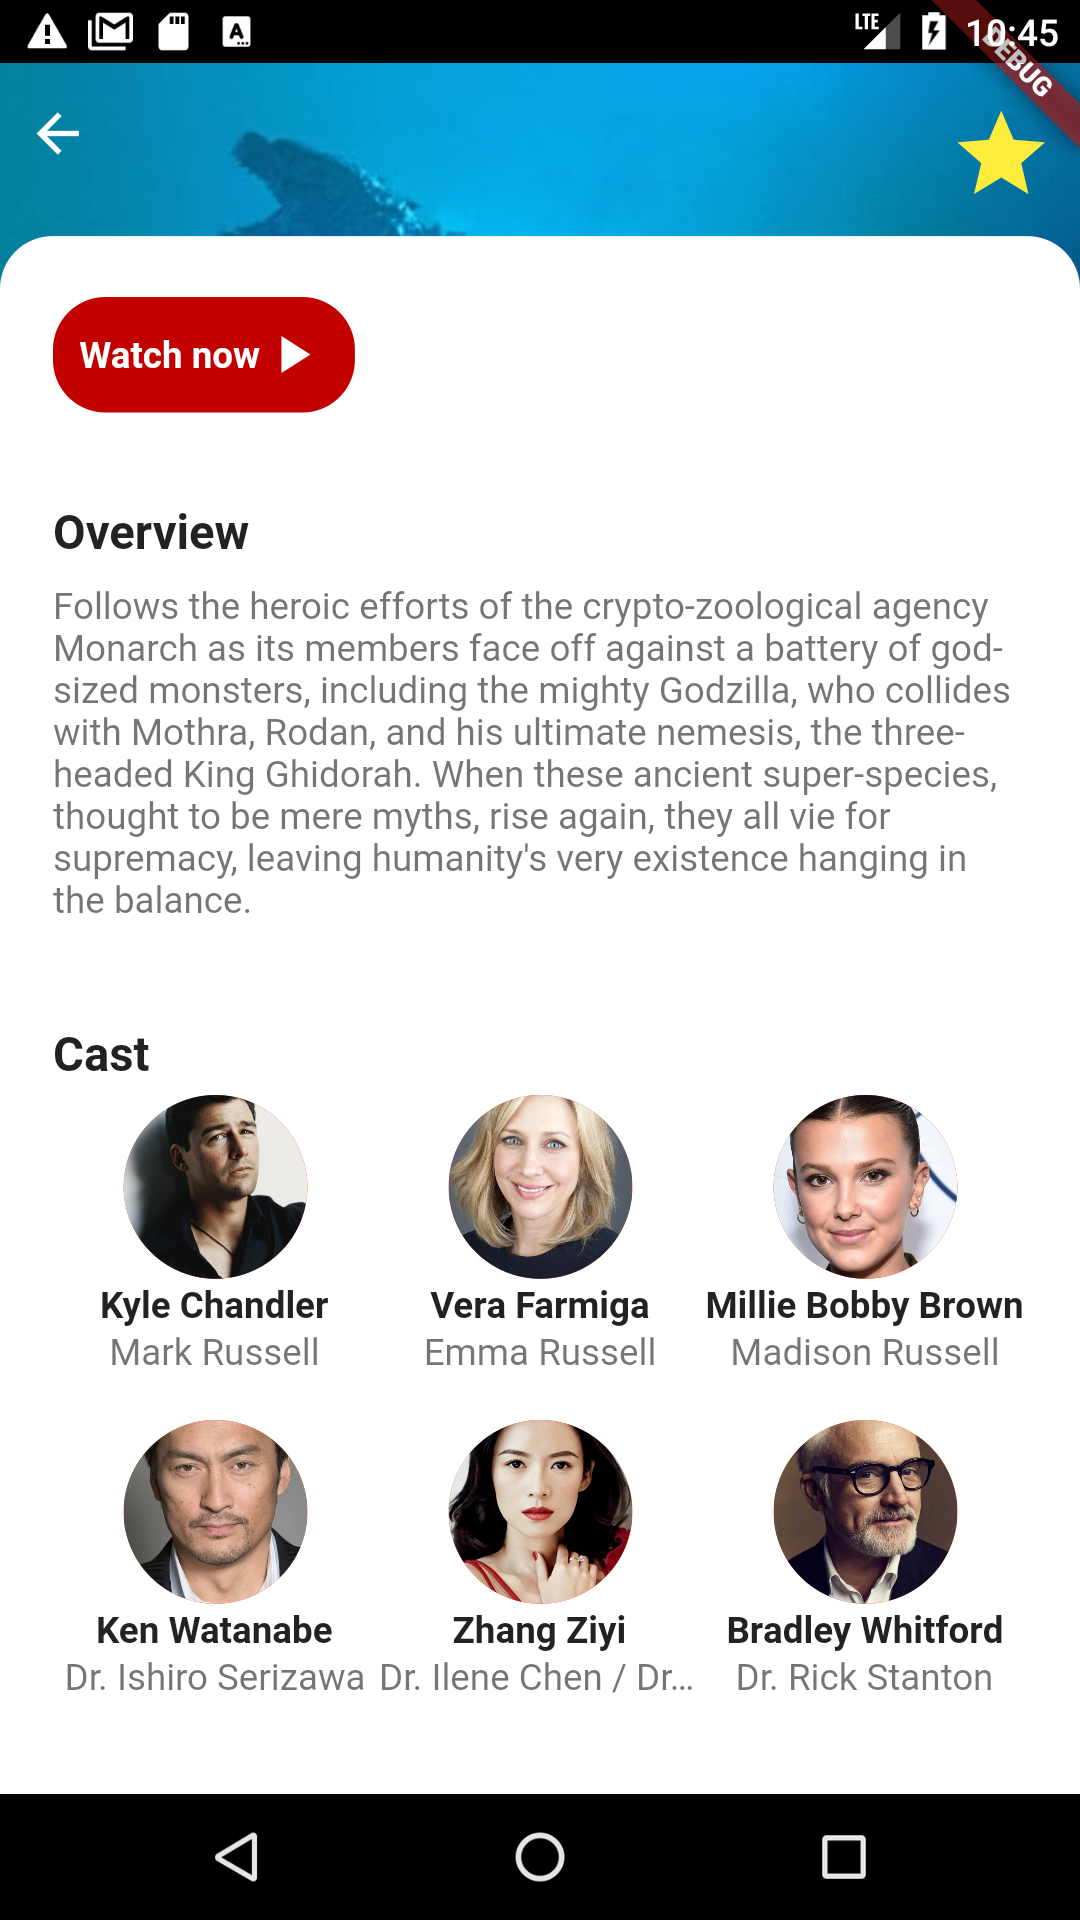 LTE 10:45
DEBUG
Watch now
Overview
Follows the heroic efforts of the crypto-zoological agency
Monarch as its members face off against a battery of god-
sized monsters, including the mighty Godzilla, who collides
with Mothra, Rodan, and his ultimate nemesis, the three-
headed King Ghidorah. When these ancient super-species,
thought to be mere myths, rise again, they all vie for
supremacy, leaving humanity's very existence hanging in
the balance.
Cast
Kyle Chandler Vera Farmiga Millie Bobby Brown
Mark Russell Emma Russell Madison Russell
Ken Watanabe Zhang Ziyi Bradley Whitford
Dr. Ishiro Serizawa Dr. Ilene Chen / Dr... Dr. Rick Stanton